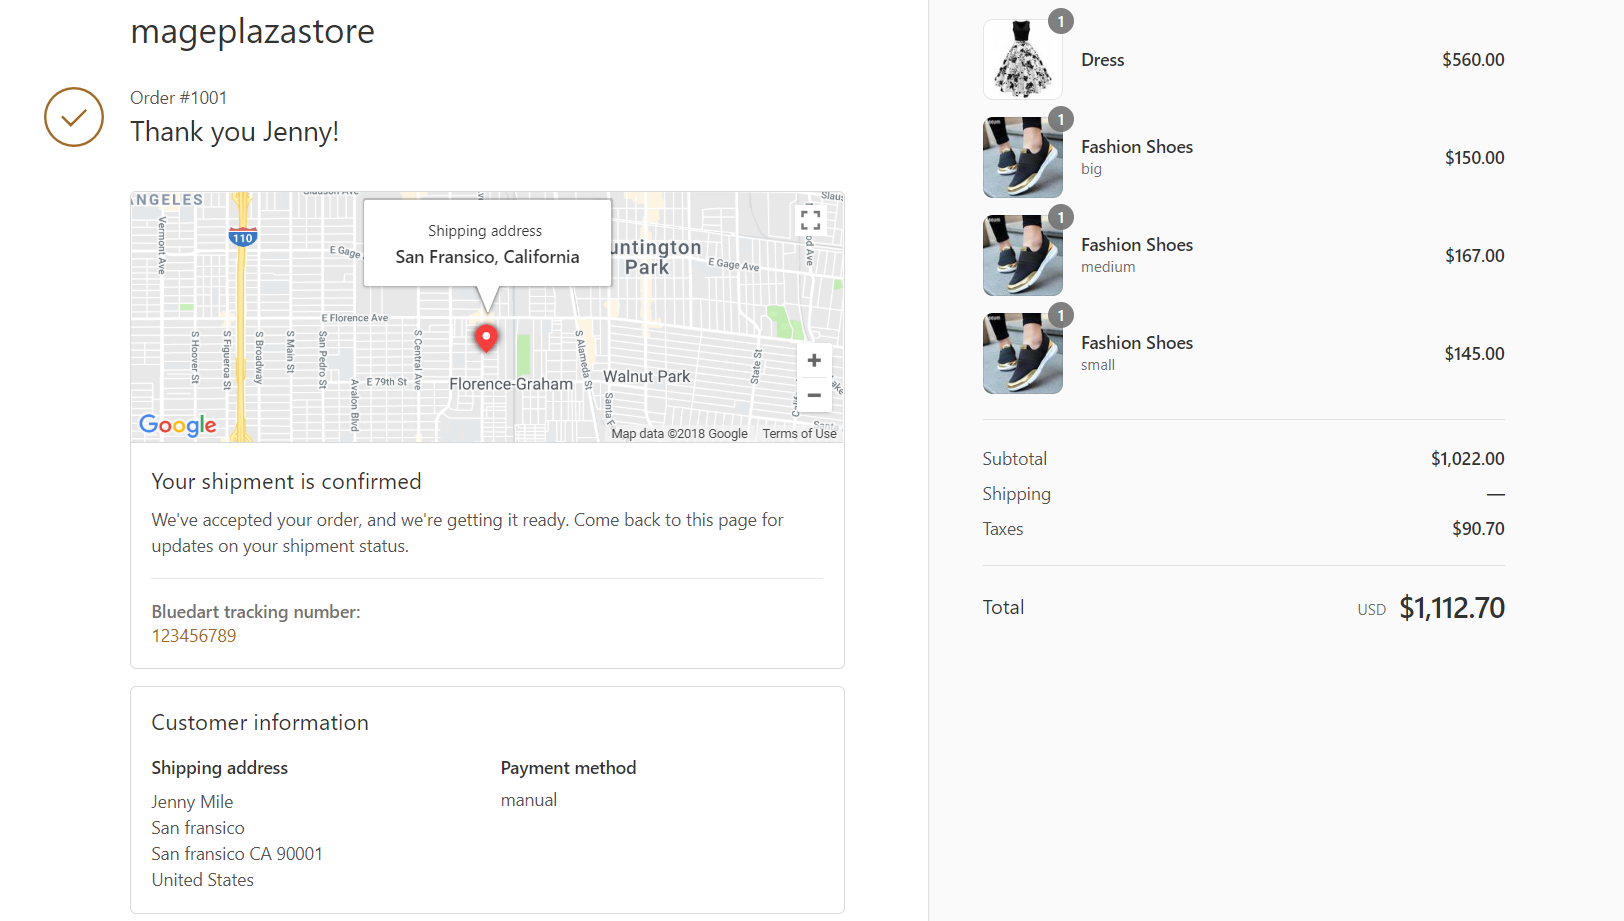 mageplazastore
Order #1001
Thank you Jenny!
NGELES
110
Shipping address
San Fransico, California
untington
Park
E Gage
E Gage Ave
Vermont Ave
E Florence Ave
S Hoover St
S Figueroa St
S Broadway
S Main St
San Pedro St
Avalon Blvd
S Central Ave
E 79th St
Florence-Graham
S Alameda St
Walnut Park
State St
Google
Map data ©2018 Google
Terms of Use
Your shipment is confirmed
We've accepted your order, and we're getting it ready. Come back to this page for
updates on your shipment status.
Bluedart tracking number:
123456789
Customer information
Shipping address
Payment method
Jenny Mile
manual
San fransico
San fransico CA 90001
United States
1
Dress
$560.00
1
Fashion Shoes
big
$150.00
1
Fashion Shoes
medium
$167.00
1
Fashion Shoes
small
$145.00
Subtotal
$1,022.00
Shipping
—
Taxes
$90.70
Total
USD $1,112.70